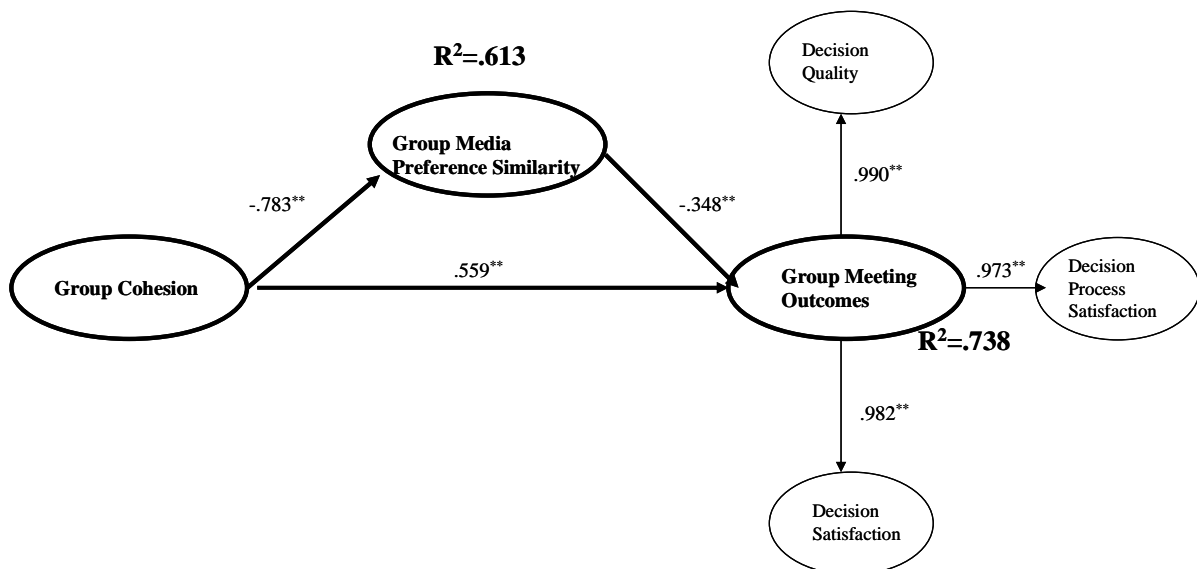 R²=.613
Decision
Quality
Group Media
Preference Similarity
-.783**
-.348**
.990**
Group Cohesion
.559**
Group Meeting
Outcomes
.973**
Decision
Process
Satisfaction
R²=.738
.982**
Decision
Satisfaction